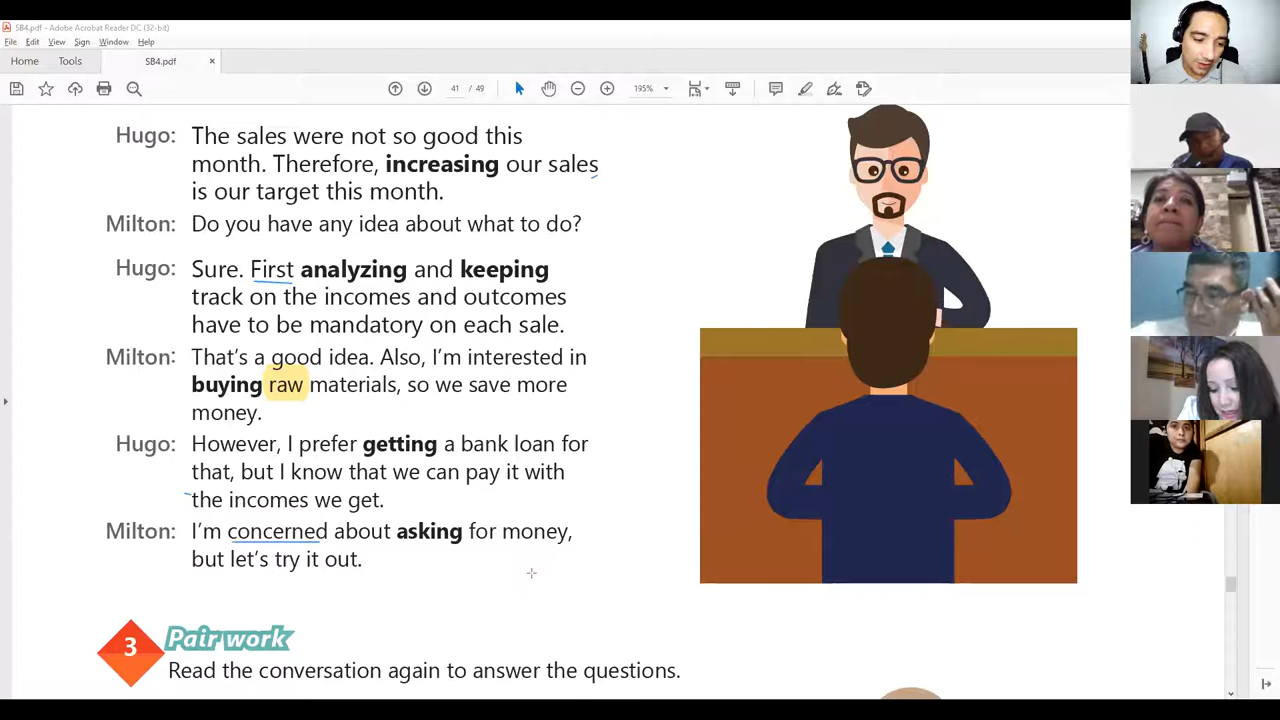 SB4.pdf - Adobe Acrobat Reader DC (32-bit)
File Edit View Sign Window Help
Home Tools SB4.pdf ×
41 / 49 195%
Hugo: The sales were not so good this
month. Therefore, increasing our sales
is our target this month.
Milton: Do you have any idea about what to do?
Hugo: Sure. First analyzing and keeping
track on the incomes and outcomes
have to be mandatory on each sale.
Milton: That's a good idea. Also, I'm interested in
buying raw materials, so we save more
money.
Hugo: However, I prefer getting a bank loan for
that, but I know that we can pay it with
the incomes we get.
Milton: I'm concerned about asking for money,
but let's try it out.
3 Pair work
Read the conversation again to answer the questions.